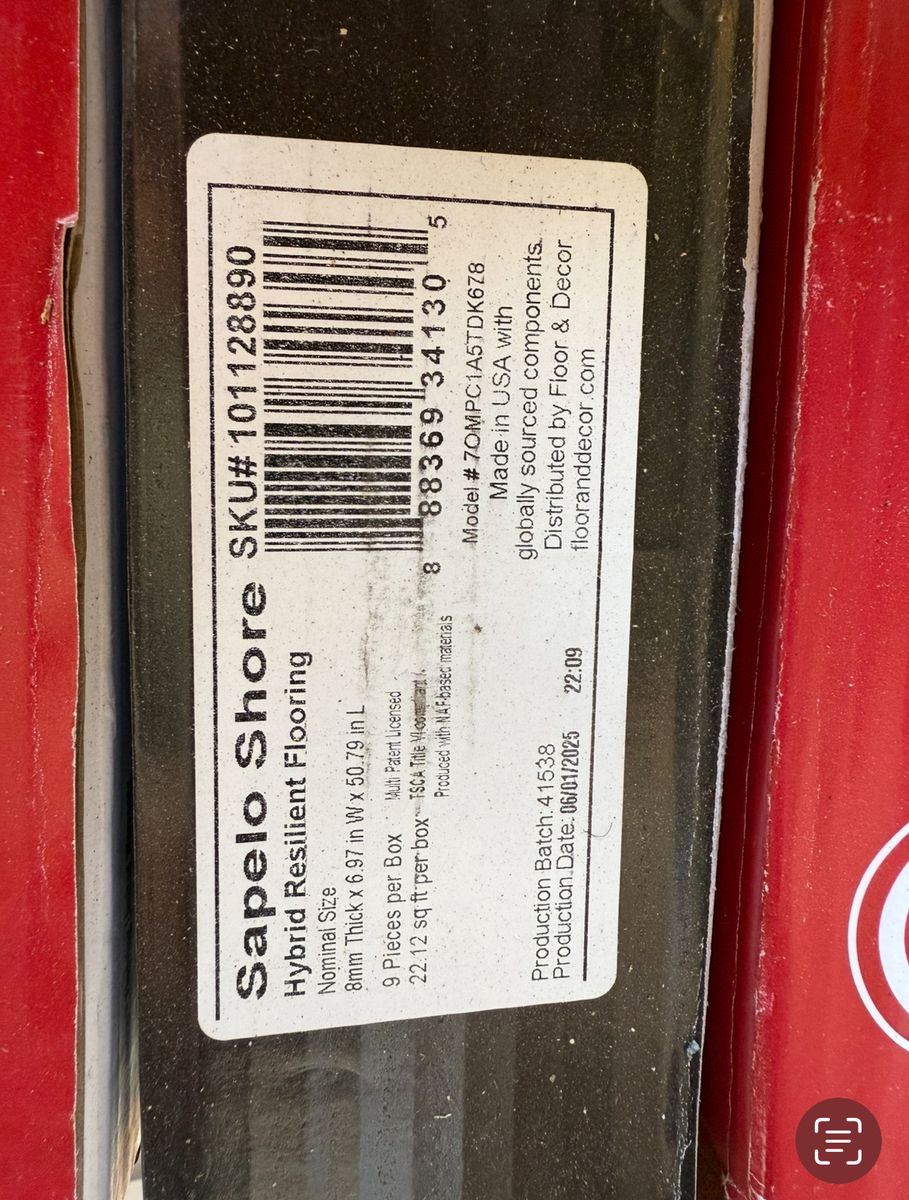 Sapelo Shore SKU# 101128890
Hybrid Resilient Flooring
Nominal Size
8mm Thick x 6.97 in W x 50.79 in L
9 Pieces per Box
22.12 sq ft per box
Multi Patent Licensed
TSCA Title VI
Produced with NAF-based materials
8 88369 34130 5
Model # 7OMPC1A5TDK678
Made in USA with
globally sourced components.
Distributed by Floor & Decor
flooranddecor.com
Production Batch: 41538
Production Date: 06/01/2025 22:09